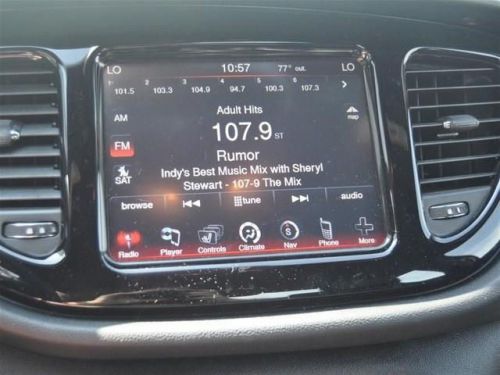 LO 10:57 77° out. LO
1 2 3 4 5 6
101.5 103.3 104.9 94.7 100.3 107.3
Adult Hits
AM
107.9 ST
map
FM
Rumor
SAT
Indy's Best Music Mix with Sheryl
Stewart - 107-9 The Mix
browse tune audio
Radio Player Controls Climate Nav Phone More